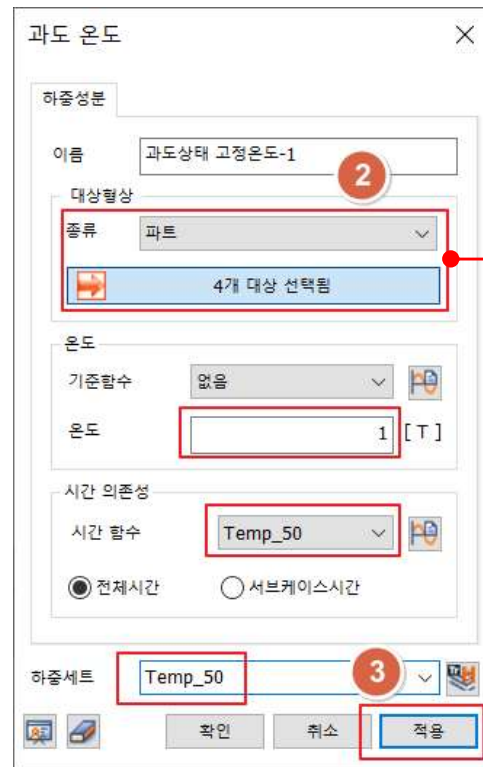 과도 온도
하중성분
이름 과도상태 고정온도-1
2
대상형상
종류 파트
4개 대상 선택됨
온도
기준함수 없음
온도 1 [ T ]
시간 의존성
시간 함수 Temp_50
전체시간 서브케이스시간
하중세트 Temp_50
3
확인 취소 적용